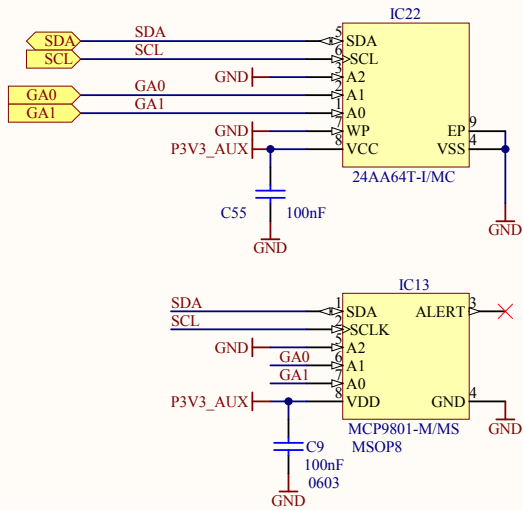 IC22
SDA SDA 5 SDA
SCL SCL 6 SCL
GND 3 A2
GA0 GA0 2 A1
GA1 GA1 1 A0
GND 7 WP EP 9
P3V3_AUX 8 VCC VSS 4
24AA64T-I/MC
C55 100nF
GND
GND
IC13
SDA 1 SDA ALERT 3
SCL 2 SCLK
GND 5 A2
GA0 6 A1
GA1 7 A0
P3V3_AUX 8 VDD GND 4
GND
MCP9801-M/MS
MSOP8
C9
100nF
0603
GND